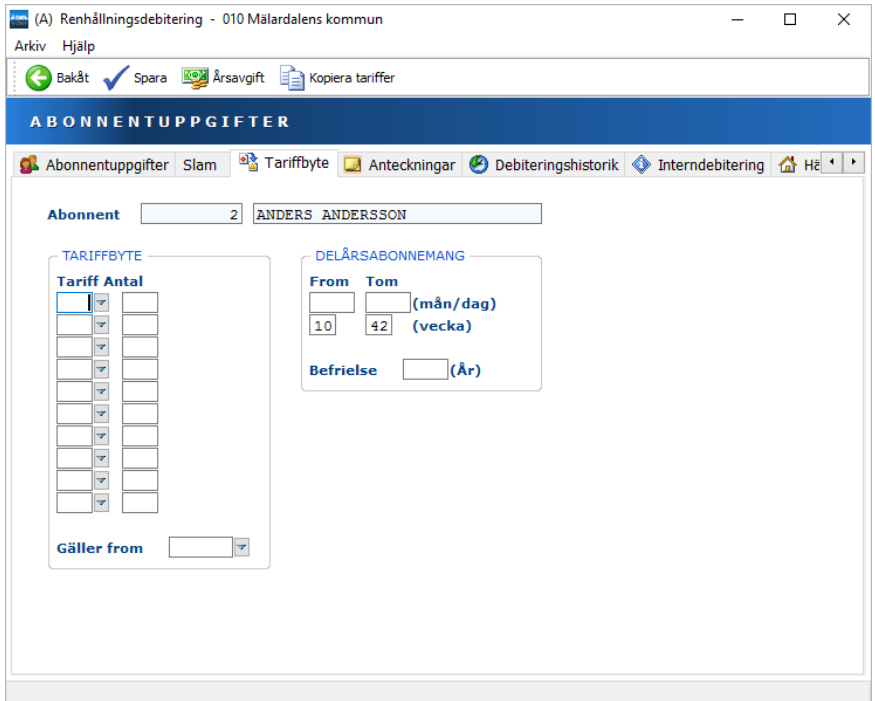 (A) Renhållningsdebitering - 010 Mälardalens kommun
Arkiv Hjälp
Bakåt Spara Årsavgift Kopiera tariffer
ABONNENTUPPGIFTER
Abonnentuppgifter Slam Tariffbyte Anteckningar Debiteringshistorik Interndebitering Hä
Abonnent 2 ANDERS ANDERSSON
TARIFFBYTE
Tariff Antal
Gäller from
DELÅRSABONNEMANG
From Tom
(mån/dag)
10 42 (vecka)
Befrielse (År)